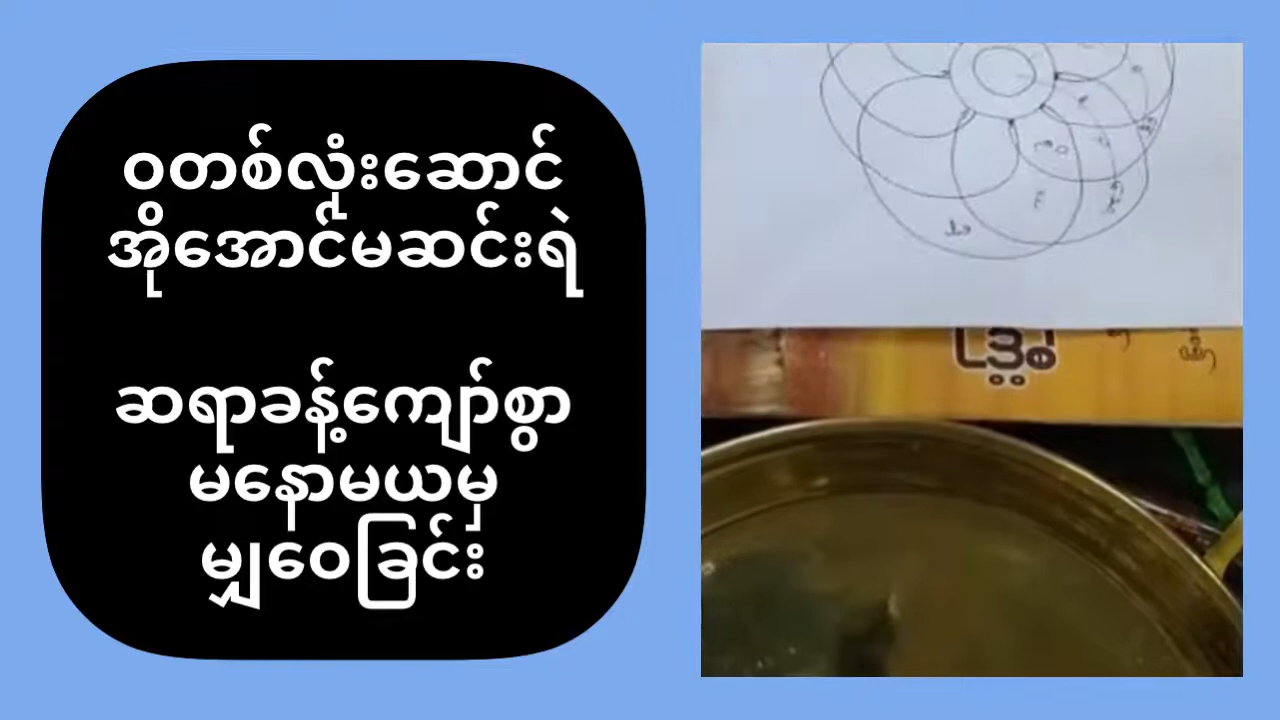 ဝတစ်လုံးဆောင်
အိုအောင်မဆင်းရဲ
ဆရာခန့်ကျော်စွာ
မနောမယမှ
မျှဝေခြင်း